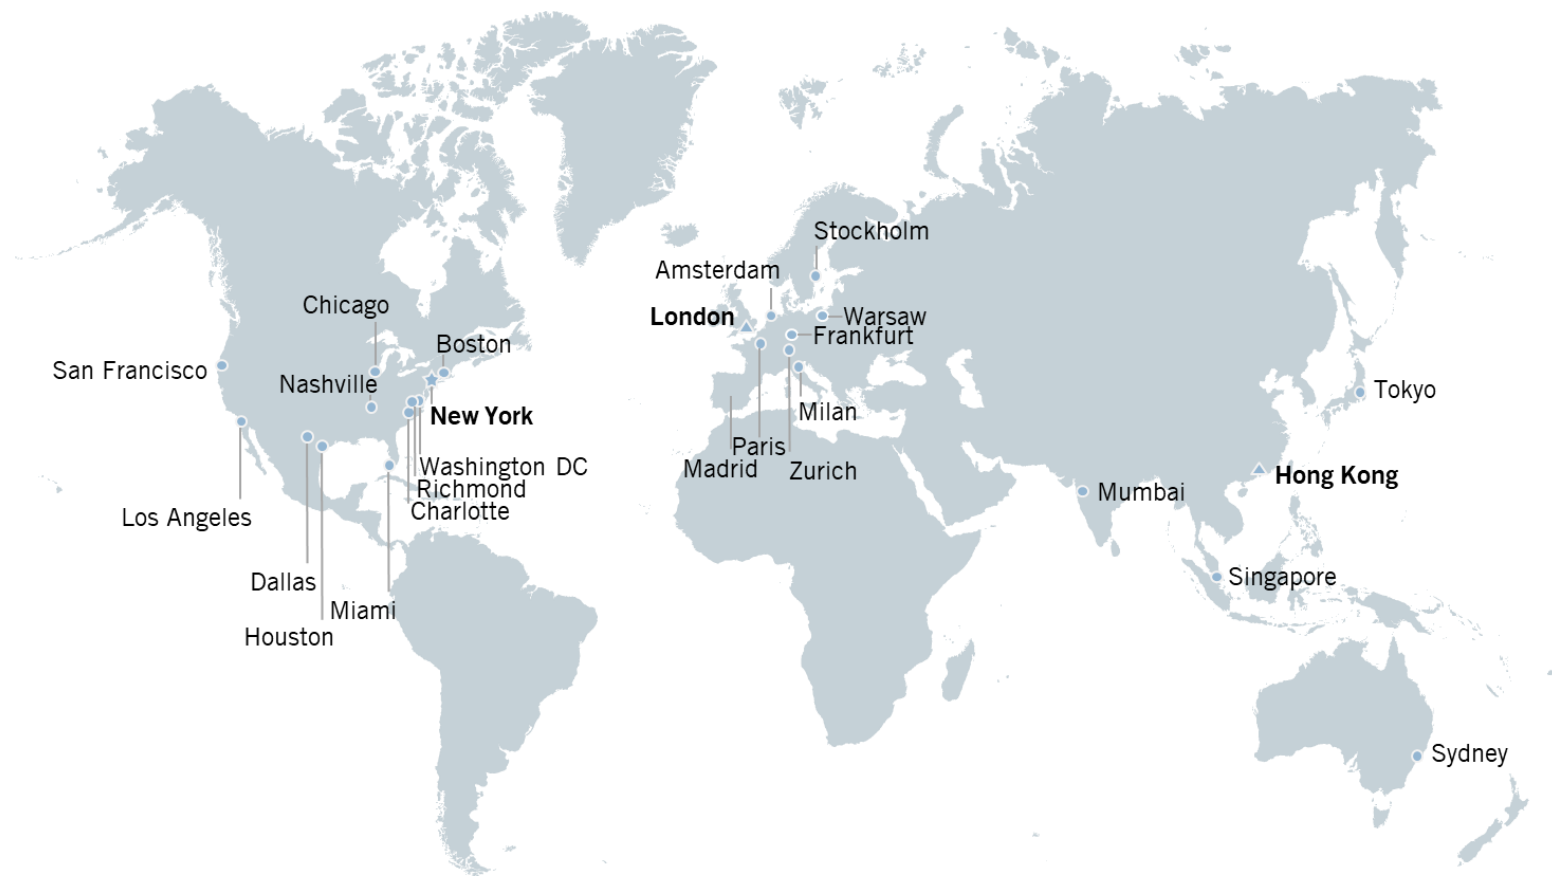 Stockholm
Amsterdam
Chicago
London
Warsaw
Frankfurt
Boston
San Francisco
Nashville
Tokyo
New York
Milan
Paris
Washington DC
Madrid
Zurich
Hong Kong
Richmond
Mumbai
Charlotte
Los Angeles
Singapore
Dallas
Miami
Houston
Sydney